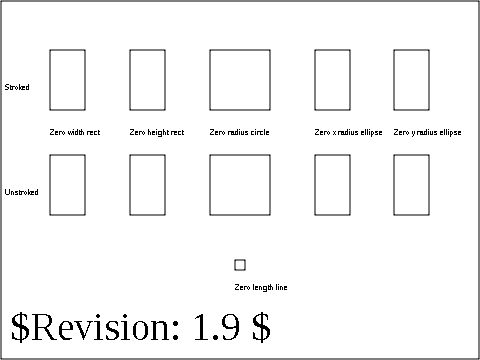 Stroked
Zero width rect Zero height rect Zero radius circle Zero x radius ellipse Zero y radius ellipse
Unstroked
Zero length line
$Revision: 1.9 $